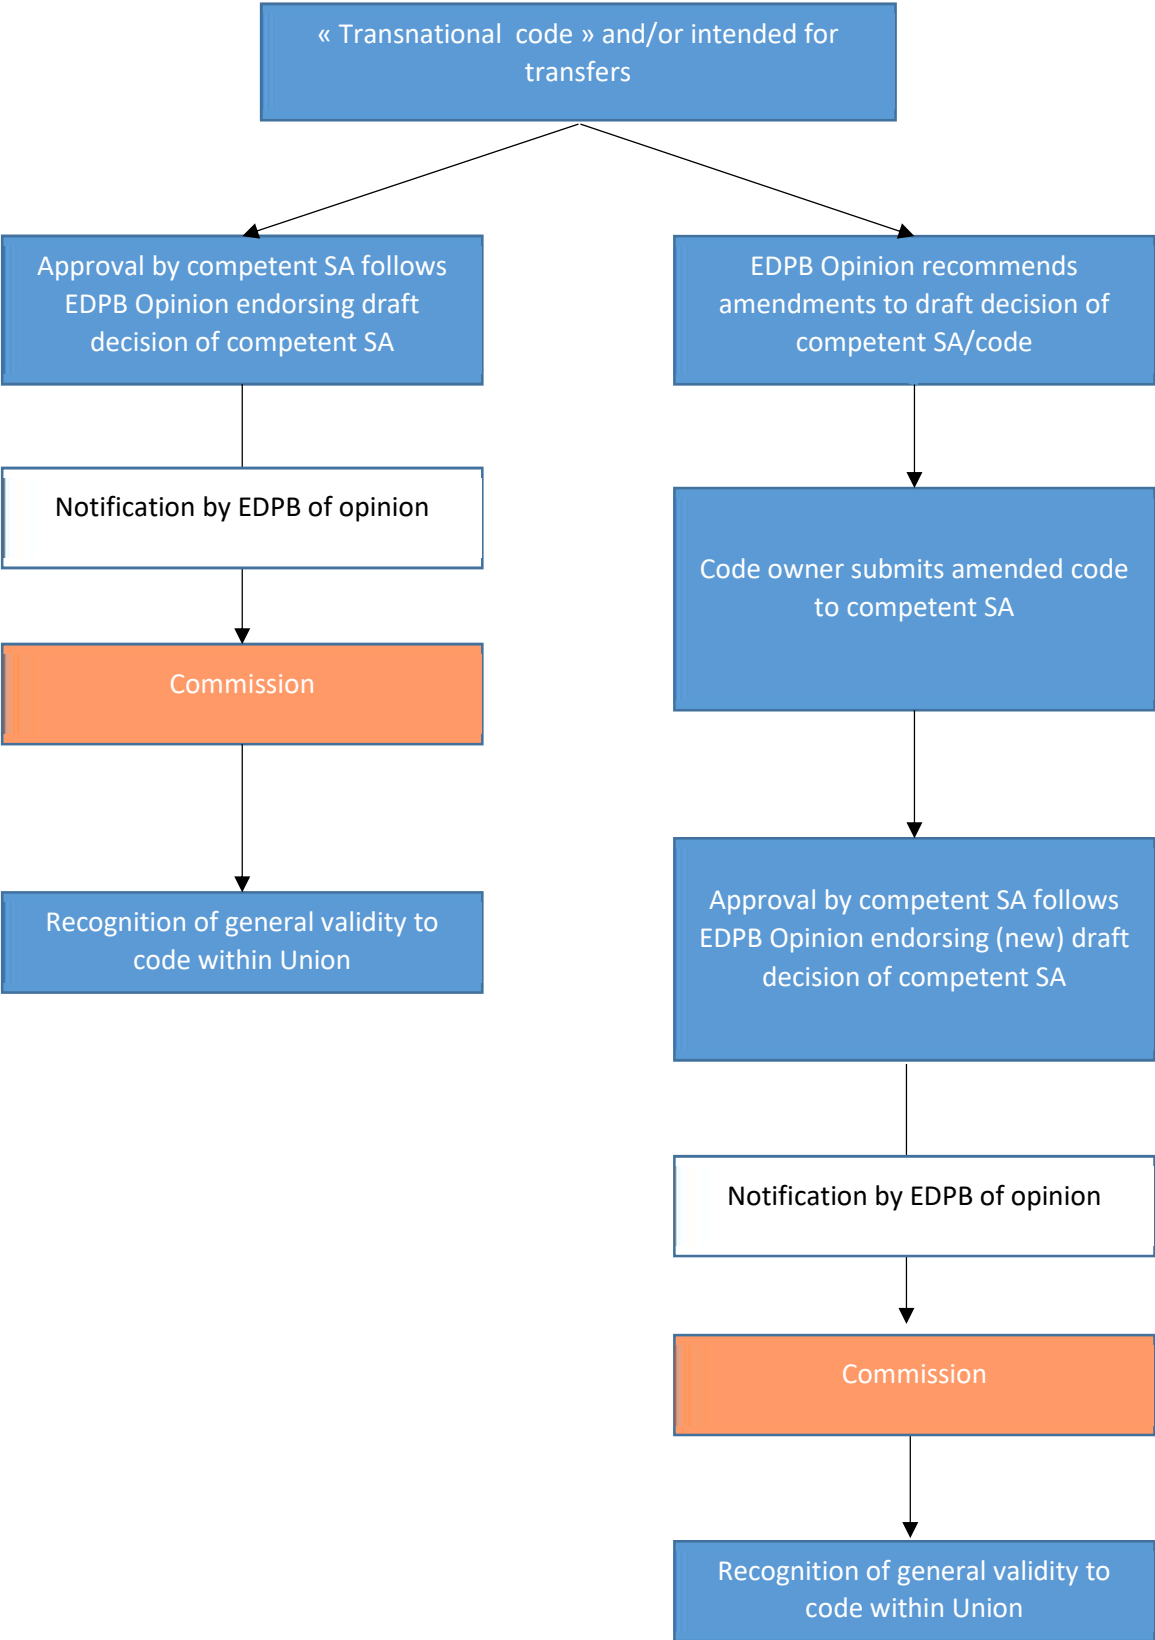 « Transnational  code » and/or intended for
transfers
Approval by competent SA follows
EDPB Opinion endorsing draft
decision of competent SA
Notification by EDPB of opinion
Commission
Recognition of general validity to
code within Union
EDPB Opinion recommends
amendments to draft decision of
competent SA/code
Code owner submits amended code
to competent SA
Approval by competent SA follows
EDPB Opinion endorsing (new) draft
decision of competent SA
Notification by EDPB of opinion
Commission
Recognition of general validity to
code within Union